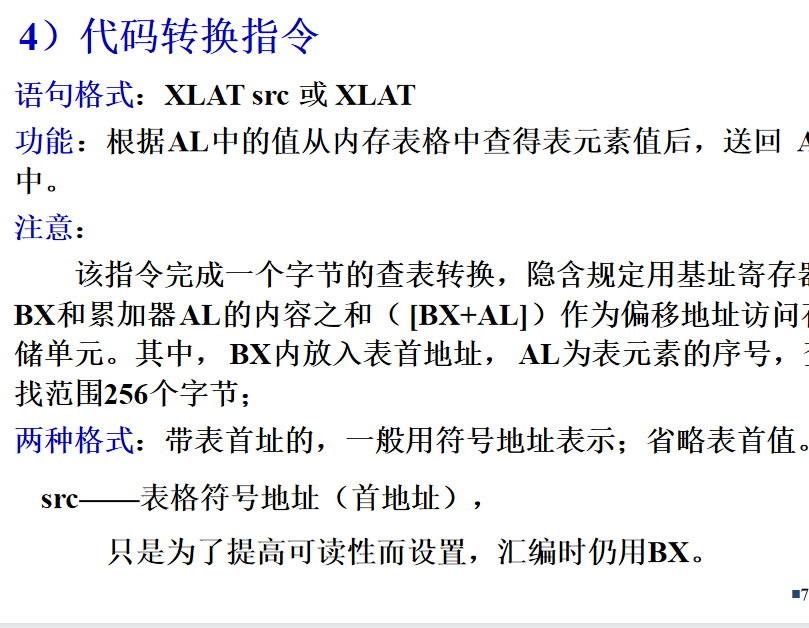 4）代码转换指令
语句格式：XLAT src 或 XLAT
功能：根据AL中的值从内存表格中查得表元素值后，送回
中。
注意：
该指令完成一个字节的查表转换，隐含规定用基址寄存器
BX和累加器AL的内容之和（ [BX+AL]）作为偏移地址访问存
储单元。其中， BX内放入表首地址， AL为表元素的序号，
找范围256个字节；
两种格式：带表首址的，一般用符号地址表示；省略表首值。
src——表格符号地址（首地址），
只是为了提高可读性而设置，汇编时仍用BX。
7